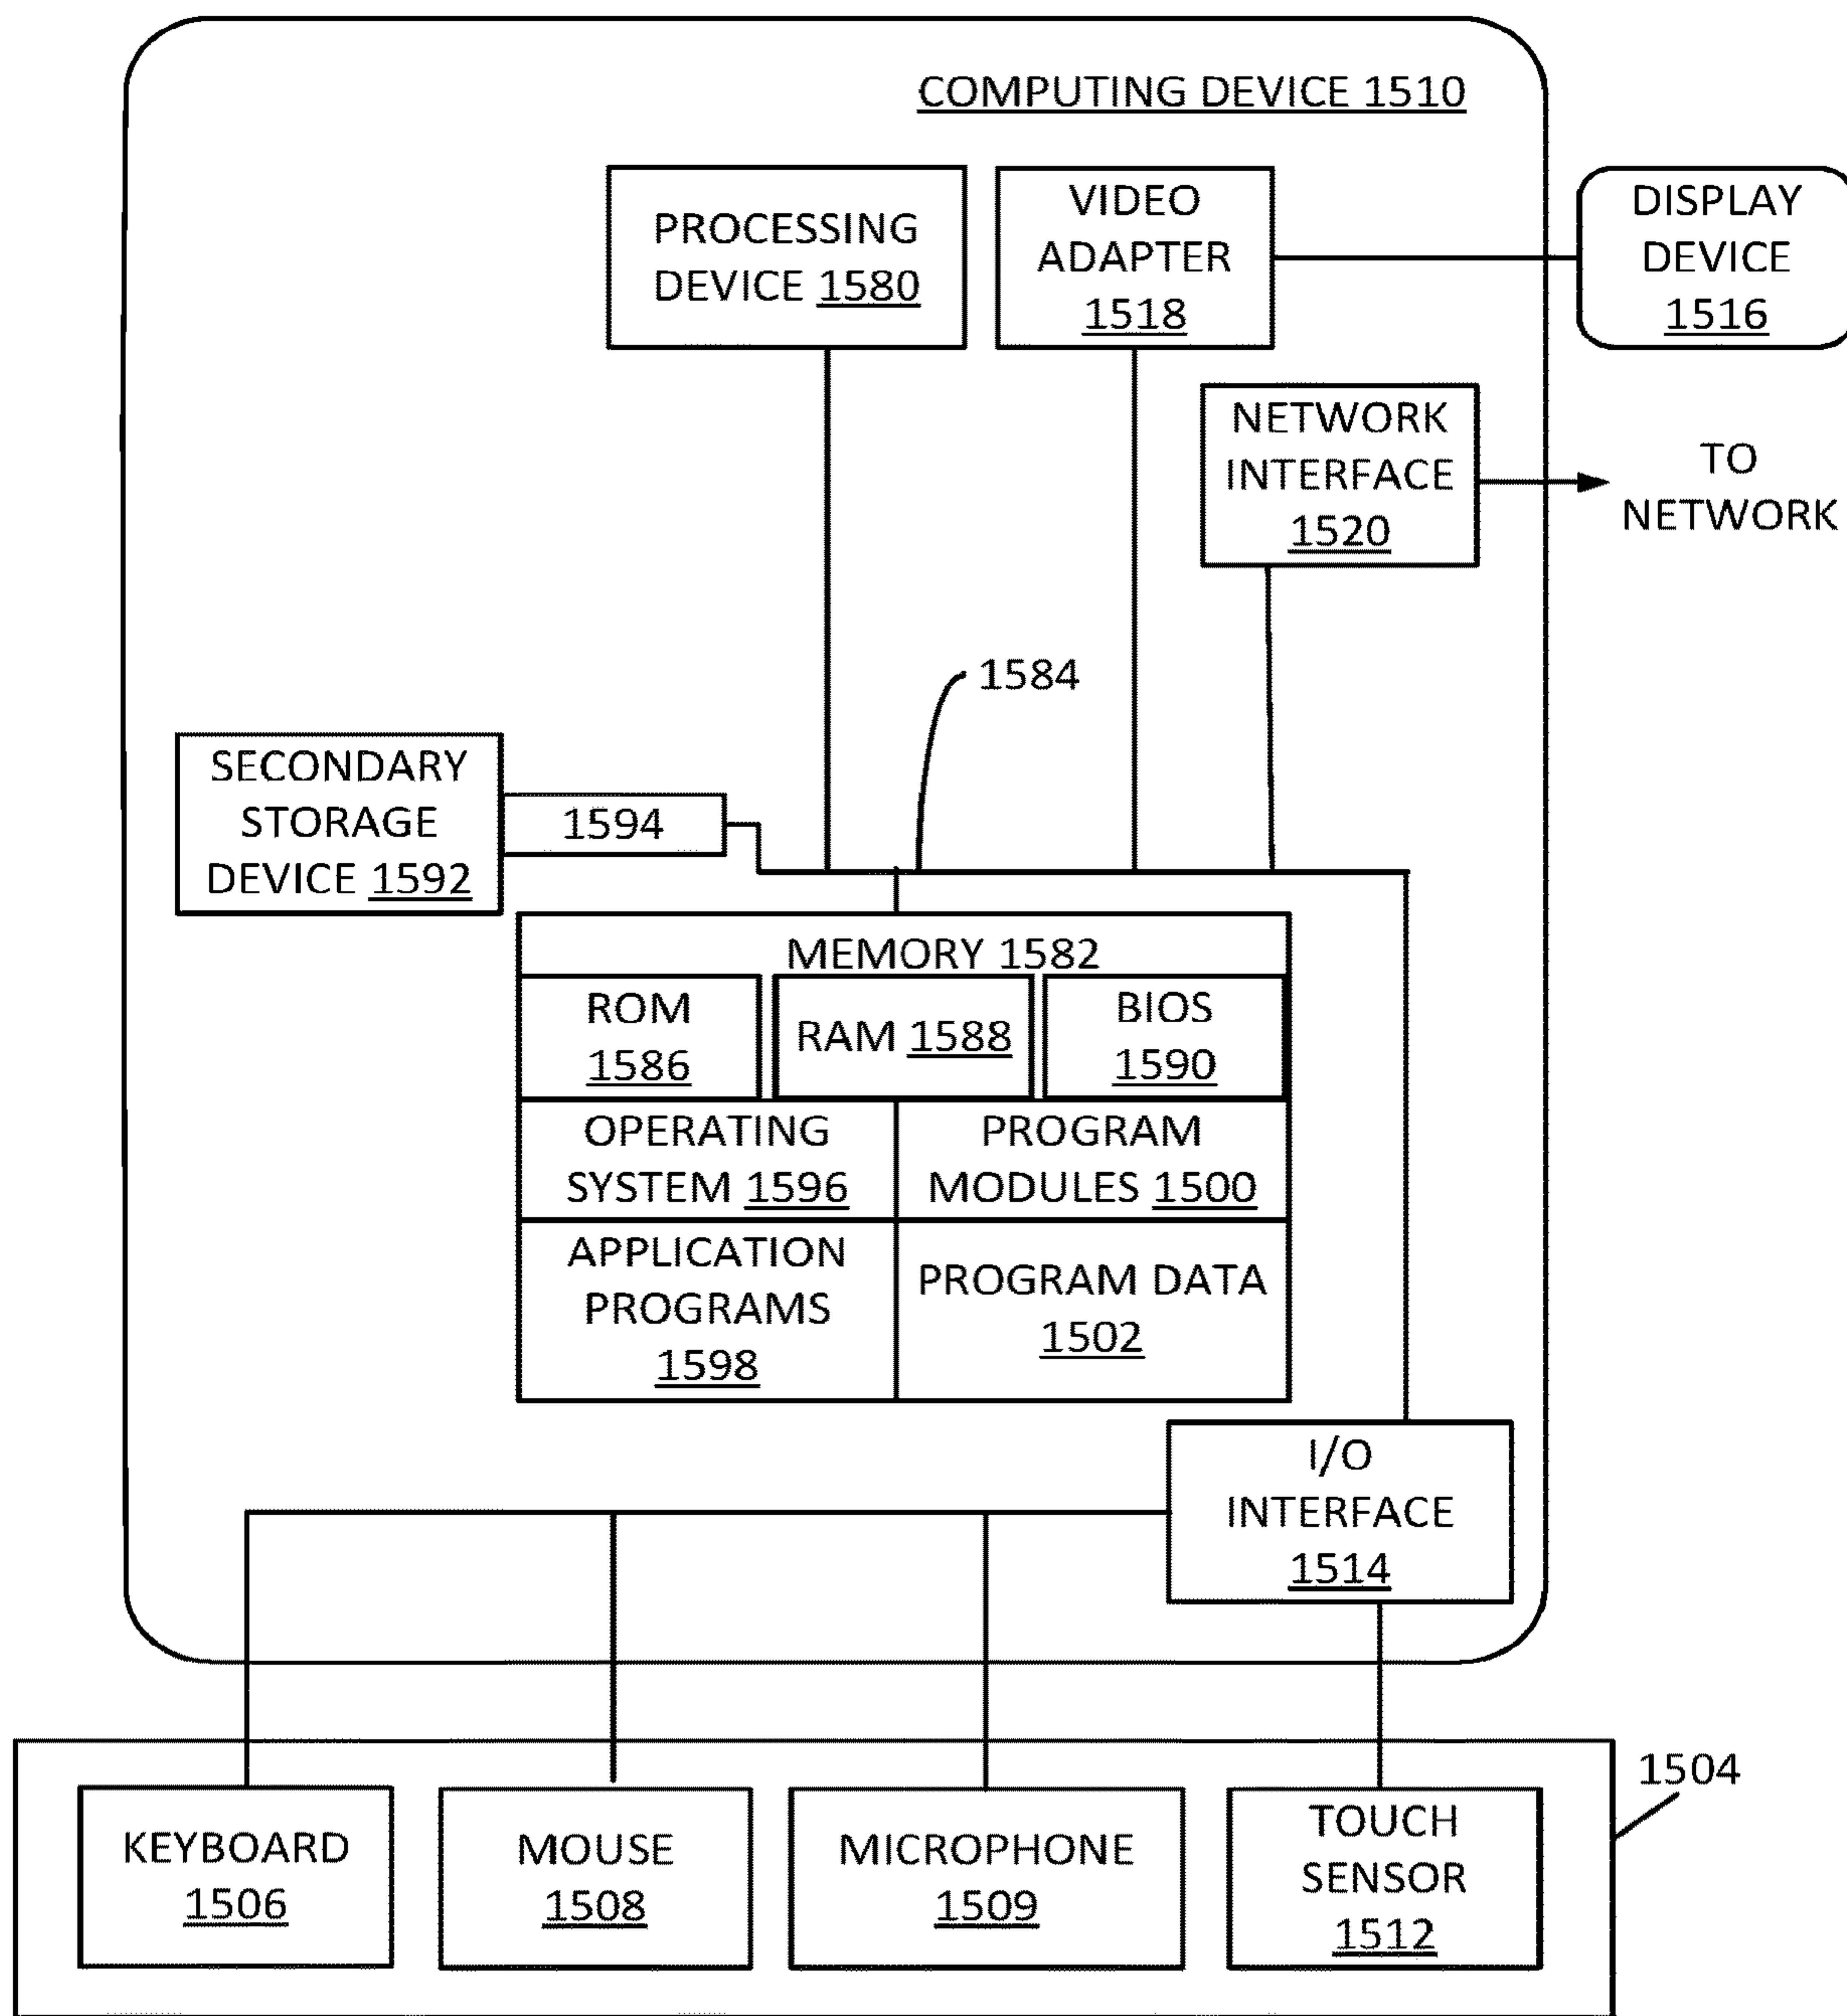 COMPUTING DEVICE 1510
PROCESSING
DEVICE 1580
VIDEO
ADAPTER
1518
DISPLAY
DEVICE
1516
NETWORK
INTERFACE
1520
TO
NETWORK
1584
SECONDARY
STORAGE
DEVICE 1592
1594
MEMORY 1582
ROM
1586
RAM 1588
BIOS
1590
OPERATING
SYSTEM 1596
PROGRAM
MODULES 1500
APPLICATION
PROGRAMS
1598
PROGRAM DATA
1502
I/O
INTERFACE
1514
1504
KEYBOARD
1506
MOUSE
1508
MICROPHONE
1509
TOUCH
SENSOR
1512